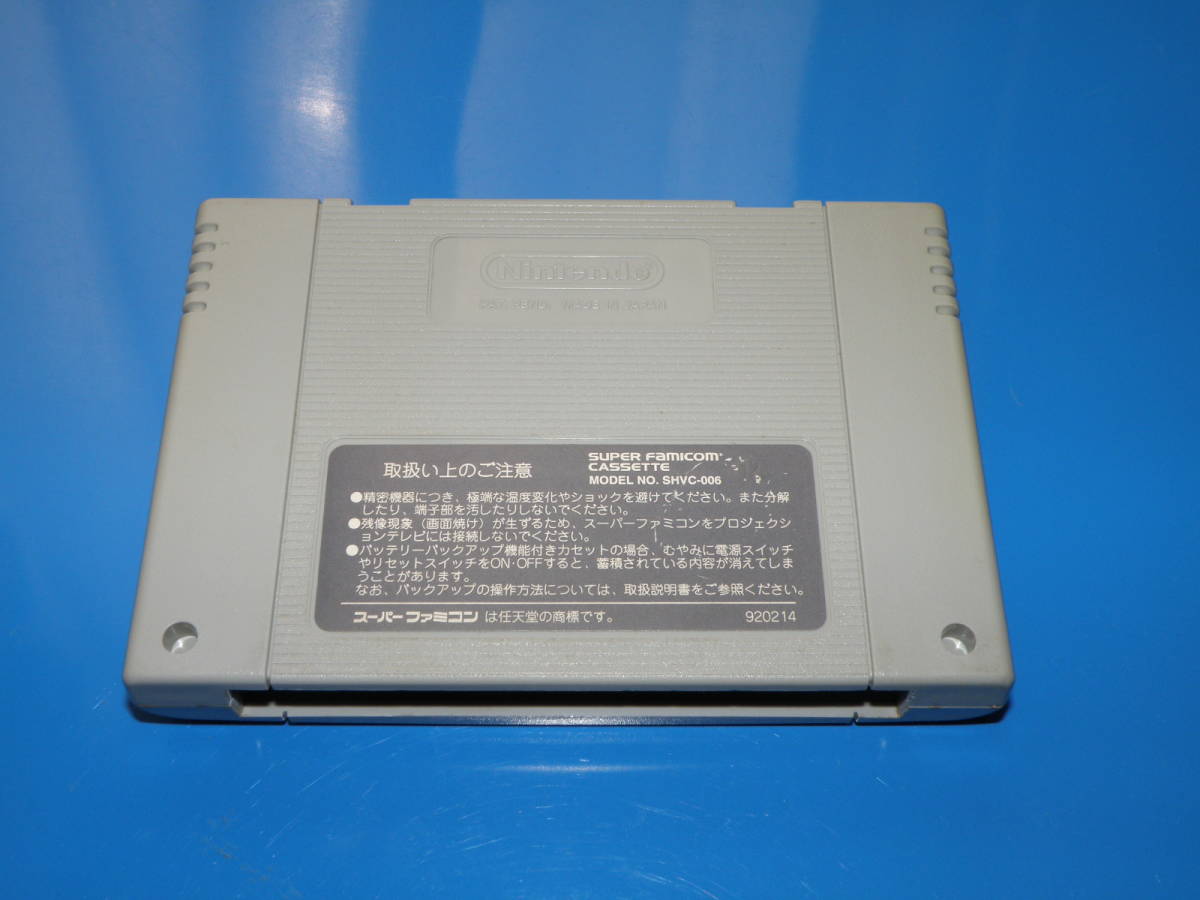 Nintendo®
PAT. PEND. MADE IN JAPAN
取扱い上のご注意
SUPER FAMICOM
CASSETTE
MODEL NO. SHVC-006
●精密機器につき、極端な温度変化やショックを避けてください。また分解
したり、端子部を汚したりしないでください。
●残像現象（画面焼け）が生ずるため、スーパーファミコンをプロジェクシ
ョンテレビには接続しないでください。
●バッテリーバックアップ機能付きカセットの場合、むやみに電源スイッチ
やリセットスイッチをON・OFFすると、蓄積されている内容が消えてしま
うことがあります。
なお、バックアップの操作方法については、取扱説明書をご参照ください。
スーパーファミコン は任天堂の商標です。
920214